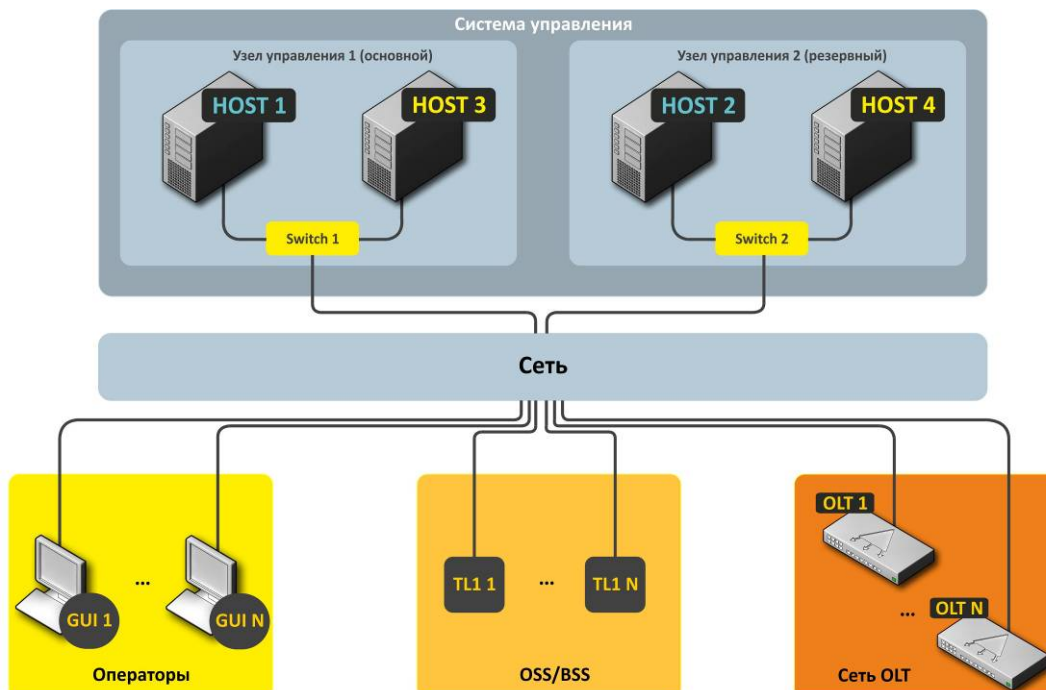 Система управления
Узел управления 1 (основной)
Узел управления 2 (резервный)
HOST 1
HOST 3
HOST 2
HOST 4
Switch 1
Switch 2
Сеть
GUI 1
...
GUI N
Операторы
TL1 1
...
TL1 N
OSS/BSS
OLT 1
...
OLT N
Сеть OLT